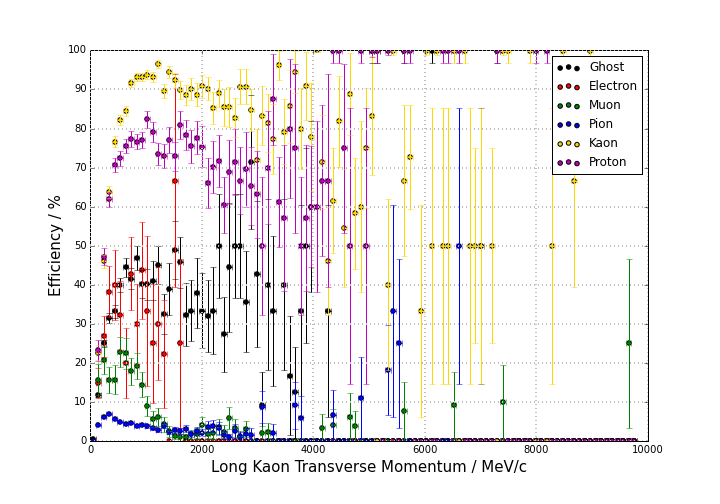 100
90
80
70
60
50
40
30
20
10
0
Efficiency / %
0 2000 4000 6000 8000 10000
Long Kaon Transverse Momentum / MeV/c
Ghost
Electron
Muon
Pion
Kaon
Proton